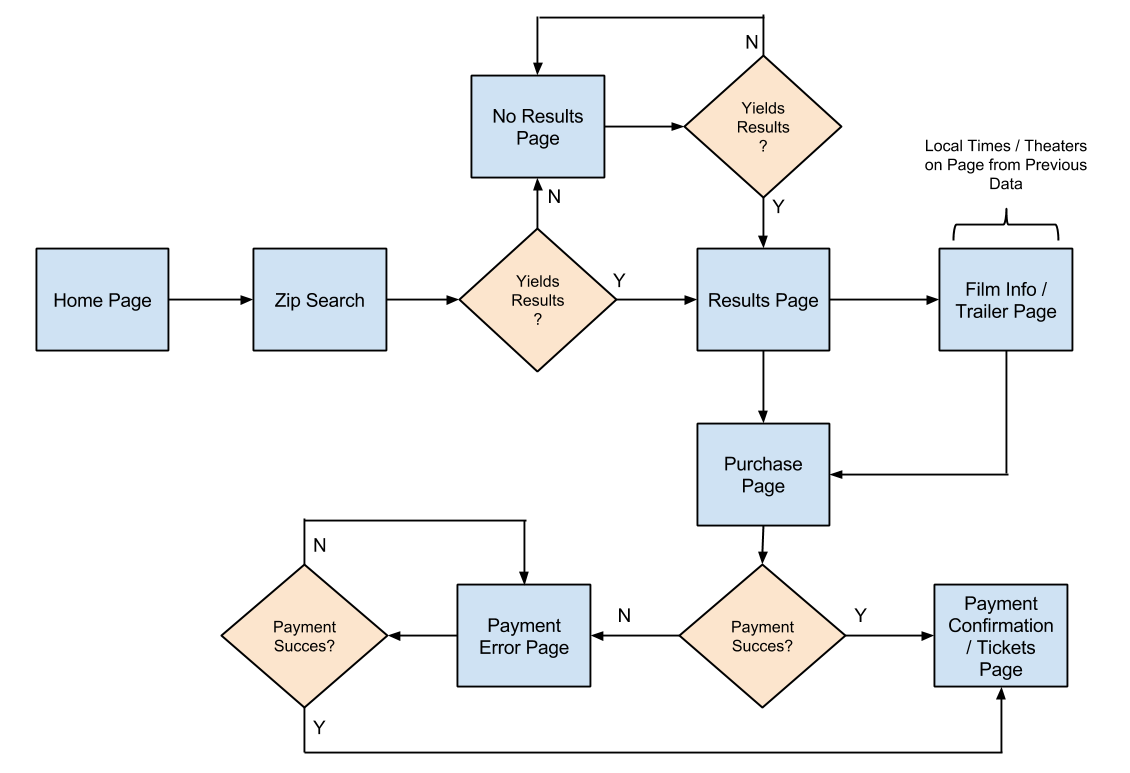 N
No Results
Page
Yields
Results
?
Local Times / Theaters
on Page from Previous
Data
N
Y
Home Page
Zip Search
Yields
Results
?
Y
Results Page
Film Info /
Trailer Page
Purchase
Page
N
Payment
Succes?
Payment
Error Page
N
Payment
Succes?
Y
Payment
Confirmation
/ Tickets
Page
Y